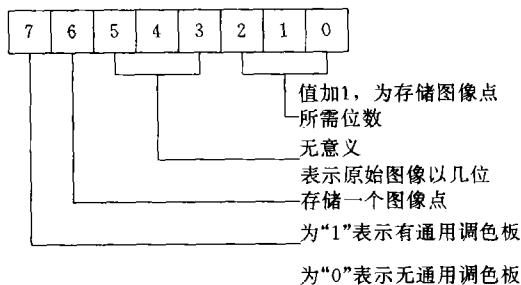 7 6 5 4 3 2 1 0
值加1，为存储图像点
所需位数
无意义
表示原始图像以几位
存储一个图像点
为“1”表示有通用调色板
为“0”表示无通用调色板